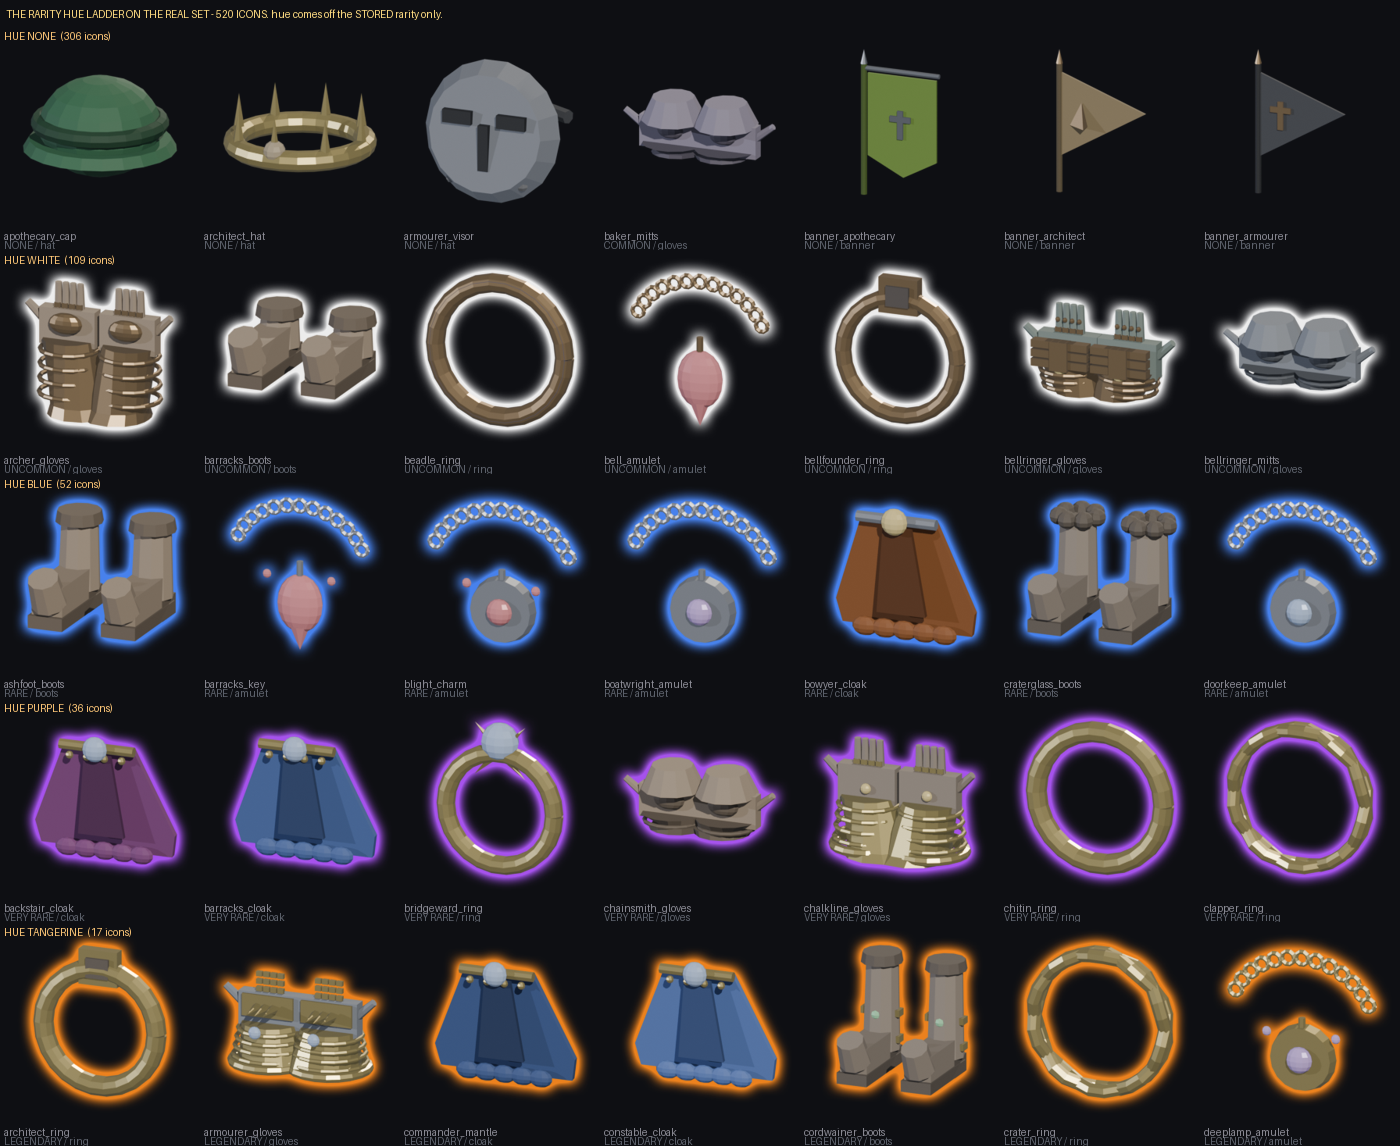 THE RARITY HUE LADDER ON THE REAL SET - 520 ICONS. hue comes off the STORED rarity only.
HUE NONE (306 icons)
apothecary_cap architect_hat armourer_visor baker_mitts banner_apothecary banner_architect banner_armourer
NONE / hat NONE / hat NONE / hat COMMON / gloves NONE / banner NONE / banner NONE / banner
HUE WHITE (109 icons)
archer_gloves barracks_boots beadle_ring bell_amulet bellfounder_ring bellringer_gloves bellringer_mitts
UNCOMMON / gloves UNCOMMON / boots UNCOMMON / ring UNCOMMON / amulet UNCOMMON / ring UNCOMMON / gloves UNCOMMON / gloves
HUE BLUE (52 icons)
ashfoot_boots barracks_key blight_charm boatwright_amulet bowyer_cloak craterglass_boots doorkeep_amulet
RARE / boots RARE / amulet RARE / amulet RARE / amulet RARE / cloak RARE / boots RARE / amulet
HUE PURPLE (36 icons)
backstair_cloak barracks_cloak bridgeward_ring chainsmith_gloves chalkline_gloves chitin_ring clapper_ring
VERY RARE / cloak VERY RARE / cloak VERY RARE / ring VERY RARE / gloves VERY RARE / gloves VERY RARE / ring VERY RARE / ring
HUE TANGERINE (17 icons)
architect_ring armourer_gloves commander_mantle constable_cloak cordwainer_boots crater_ring deeplamp_amulet
LEGENDARY / ring LEGENDARY / gloves LEGENDARY / cloak LEGENDARY / cloak LEGENDARY / boots LEGENDARY / ring LEGENDARY / amulet